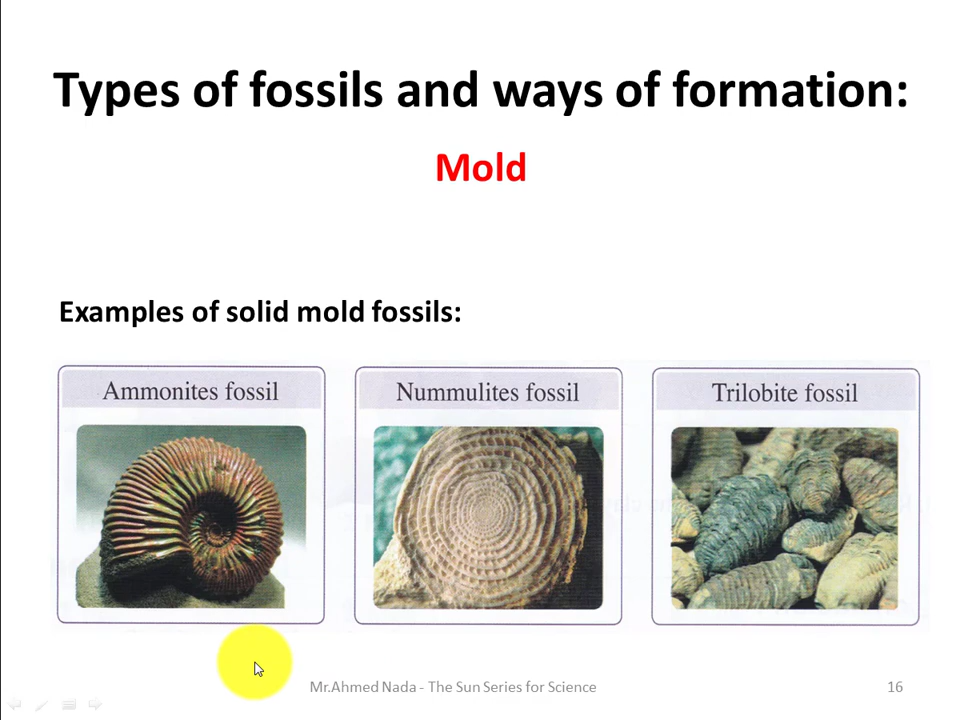 Types of fossils and ways of formation:
Mold
Examples of solid mold fossils:
Ammonites fossil
Nummulites fossil
Trilobite fossil
Mr.Ahmed Nada - The Sun Series for Science
16